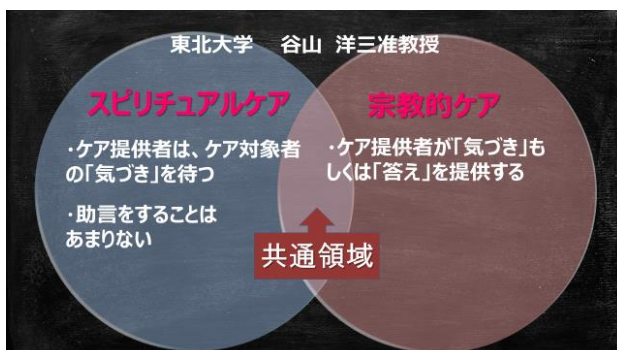 東北大学 谷山 洋三准教授
スピリチュアルケア
・ケア提供者は、ケア対象者
の「気づき」を待つ
・助言をすることは
あまりない
宗教的ケア
・ケア提供者が「気づき」も
しくは「答え」を提供する
共通領域